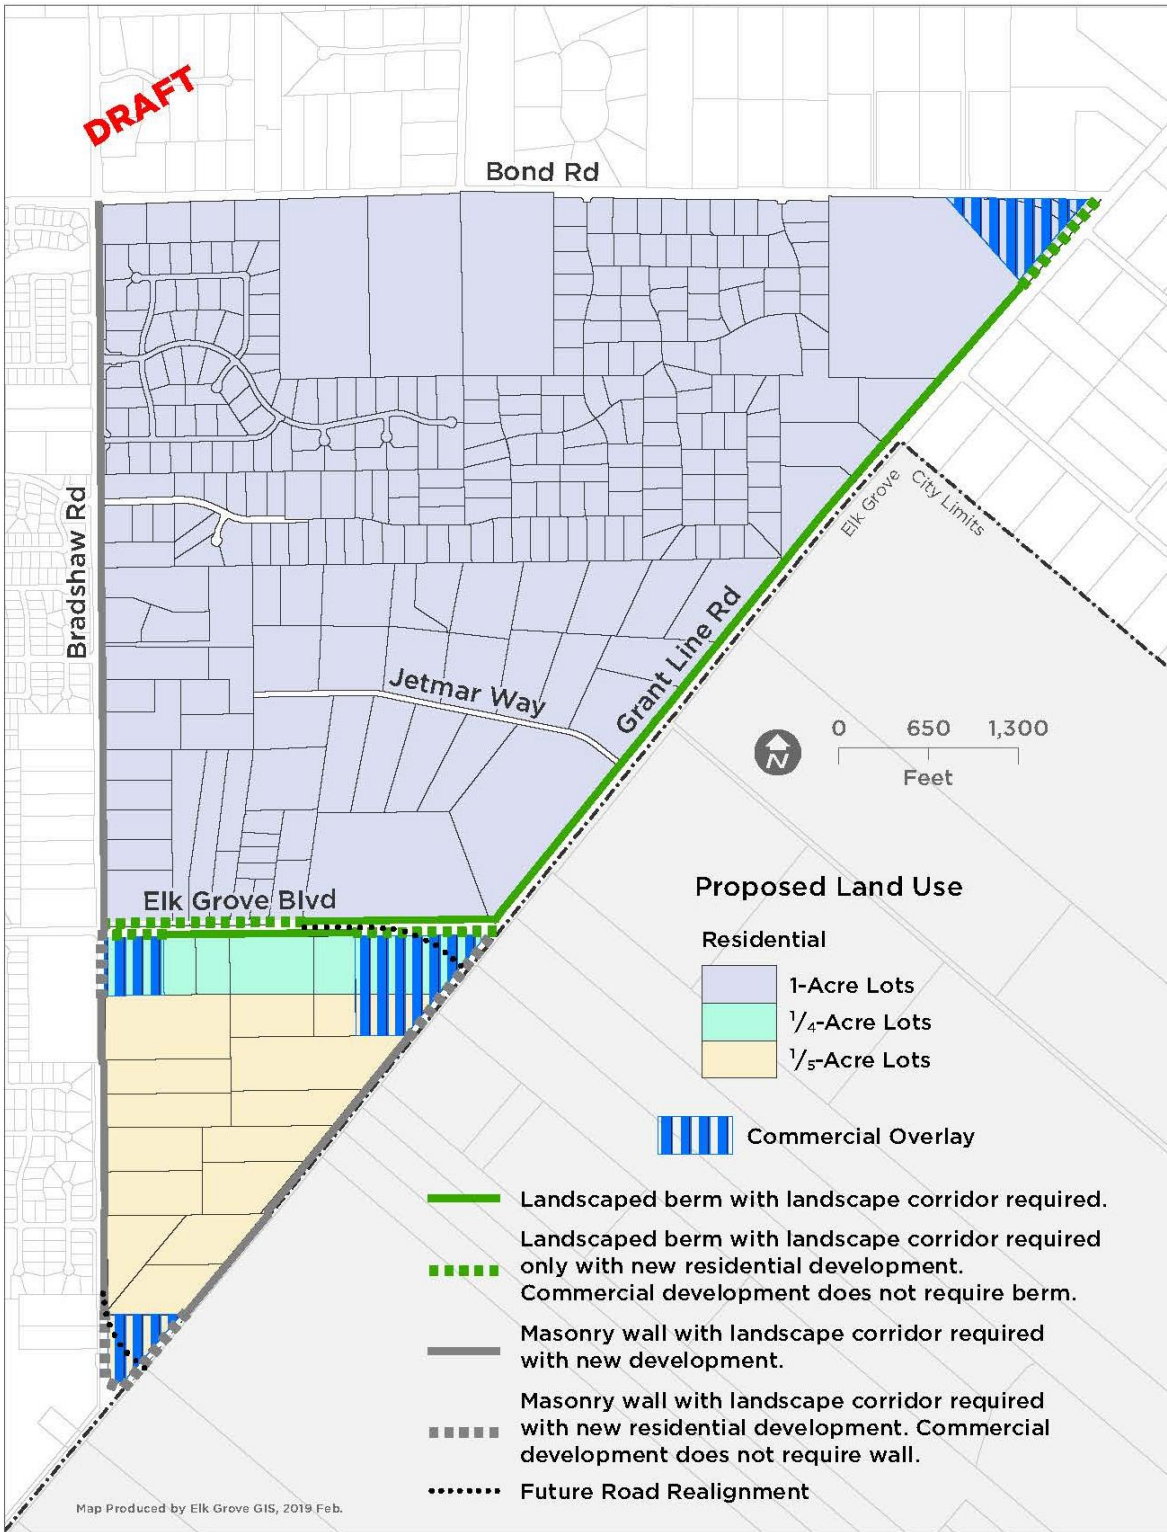 DRAFT
Bond Rd
Bradshaw Rd
Elk Grove
City Limits
Grant Line Rd
Jetmar Way
N
0 650 1,300
Feet
Elk Grove Blvd
Proposed Land Use
Residential
1-Acre Lots
1/4-Acre Lots
1/5-Acre Lots
Commercial Overlay
Landscaped berm with landscape corridor required.
Landscaped berm with landscape corridor required
only with new residential development.
Commercial development does not require berm.
Masonry wall with landscape corridor required
with new development.
Masonry wall with landscape corridor required
with new residential development. Commercial
development does not require wall.
Future Road Realignment
Map Produced by Elk Grove GIS, 2019 Feb.